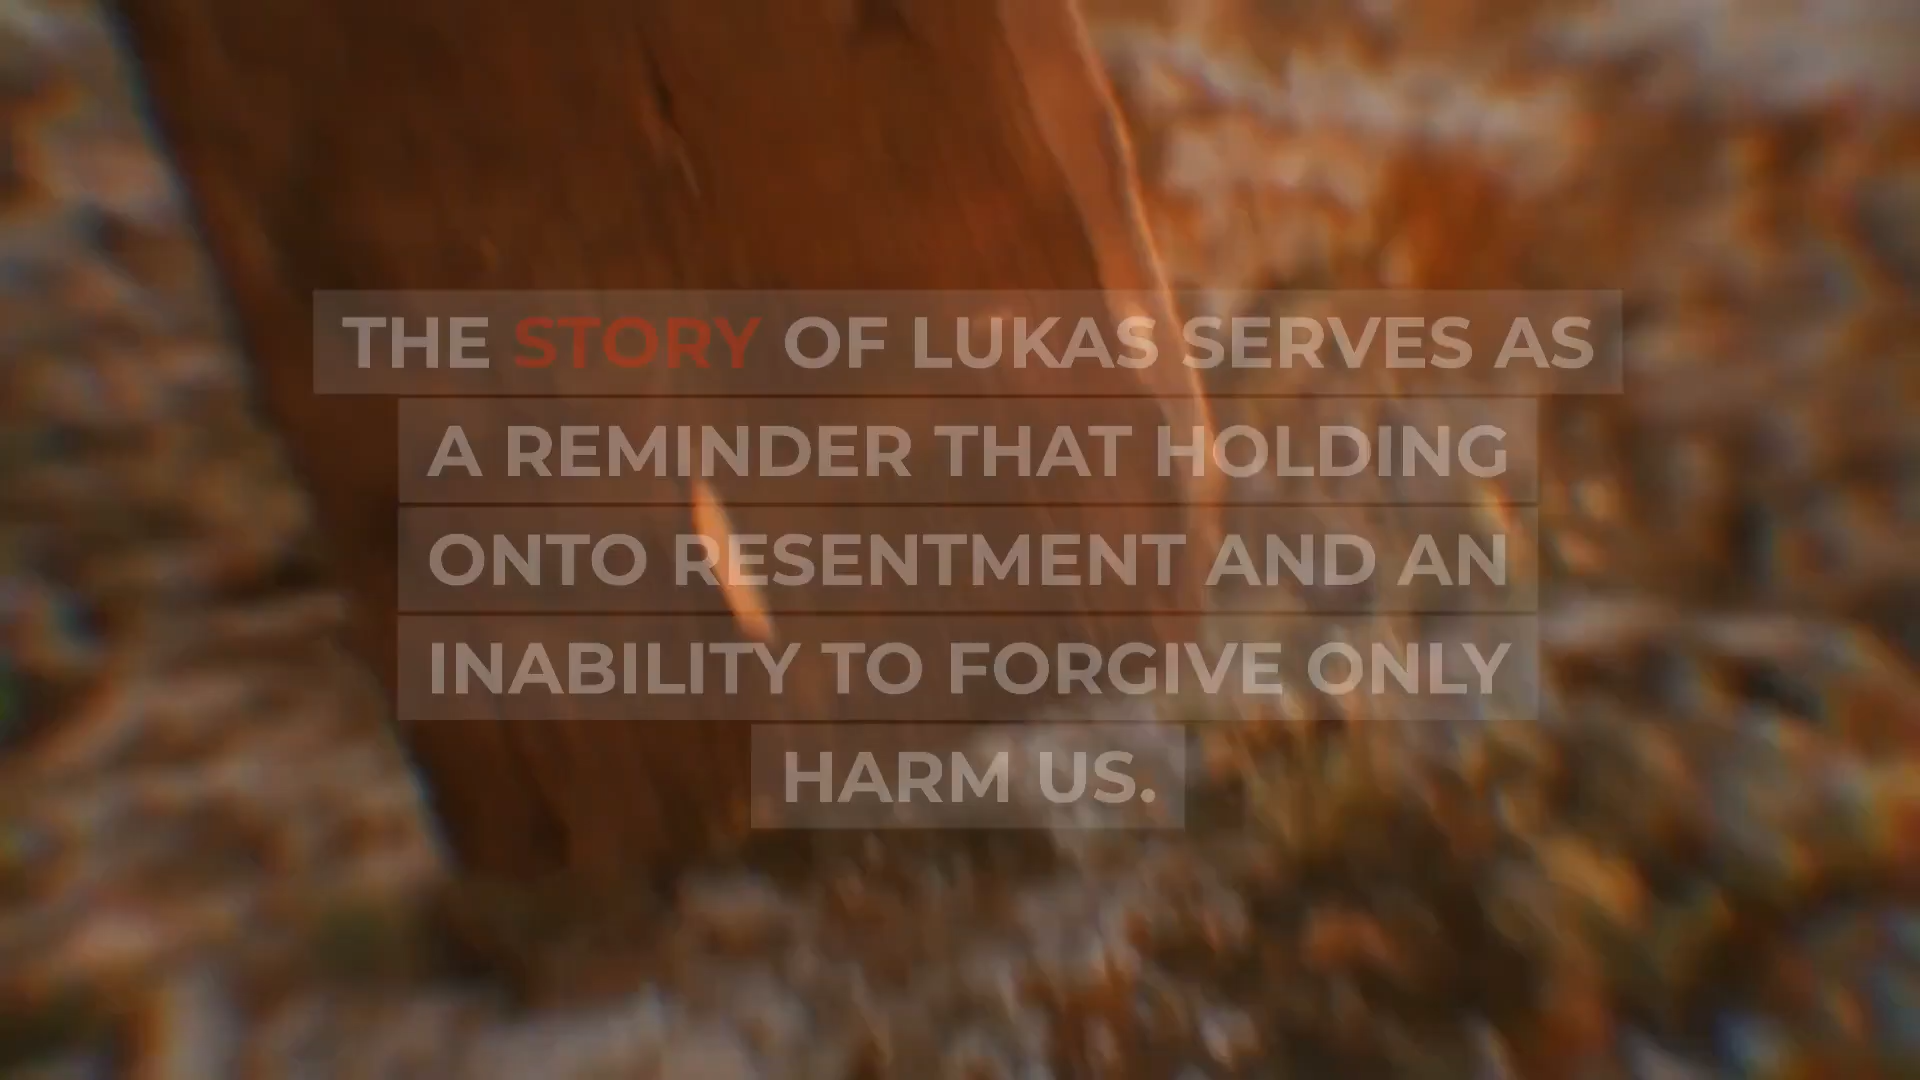 THE STORY OF LUKAS SERVES AS
A REMINDER THAT HOLDING
ONTO RESENTMENT AND AN
INABILITY TO FORGIVE ONLY
HARM US.